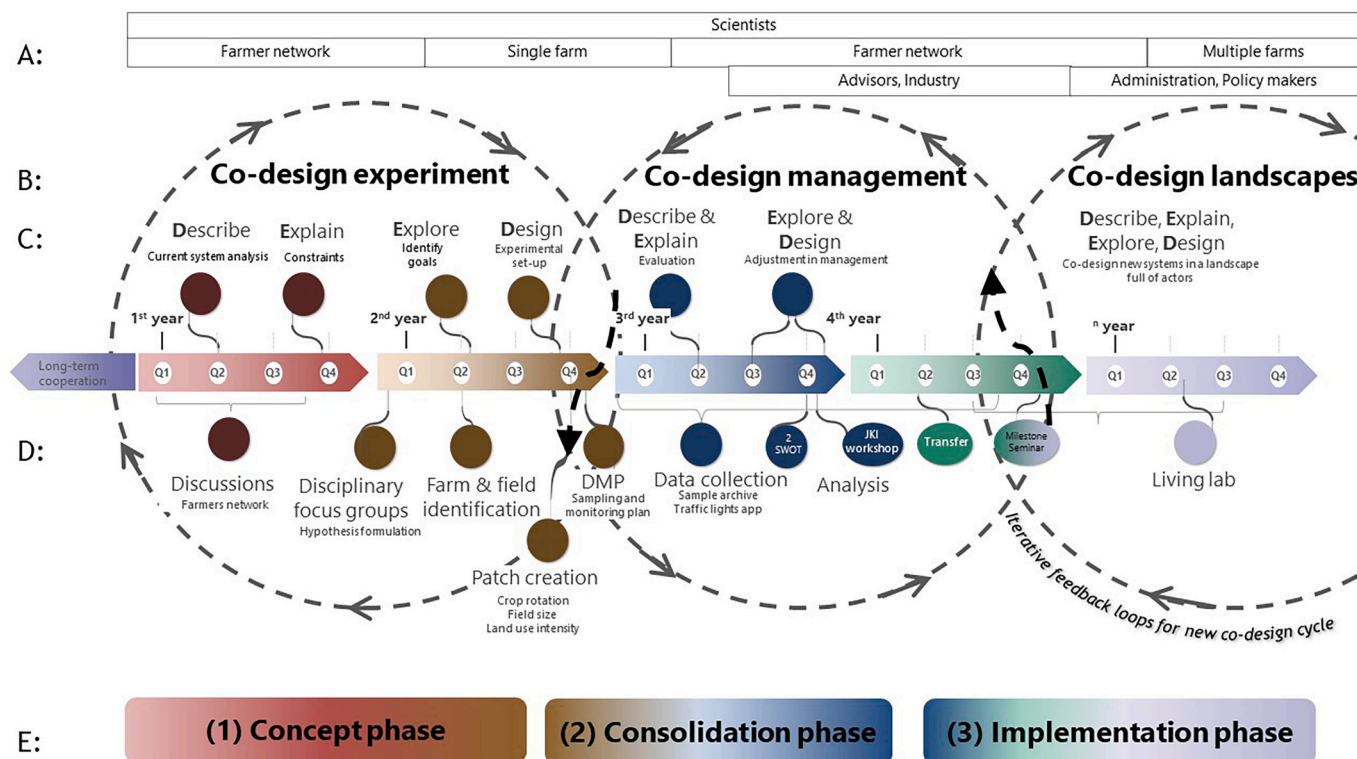 Scientists
A:
Farmer network
Single farm
Farmer network
Multiple farms
Advisors, Industry
Administration, Policy makers
B:
Co-design experiment
Co-design management
Co-design landscapes
C:
Describe
Current system analysis
Explain
Constraints
Explore
Identify
goals
Design
Experimental
set-up
Describe &
Explain
Evaluation
Explore &
Design
Adjustment in management
Describe, Explain,
Explore, Design
Co-design new systems in a landscape
full of actors
1st year
2nd year
3rd year
4th year
n year
Long-term
cooperation
Q1
Q2
Q3
Q4
Q1
Q2
Q3
Q4
Q1
Q2
Q3
Q4
Q1
Q2
Q3
Q4
Q1
Q2
Q3
Q4
D:
Discussions
Farmers network
Disciplinary
focus groups
Hypothesis formulation
Farm & field
identification
Patch creation
Crop rotation
Field size
Land use intensity
DMP
Sampling and
monitoring plan
Data collection
Sample archive
Traffic lights app
2
SWOT
JKI
workshop
Analysis
Transfer
Milestone
Seminar
Living lab
Iterative feedback loops for new co-design cycle
E:
(1) Concept phase
(2) Consolidation phase
(3) Implementation phase